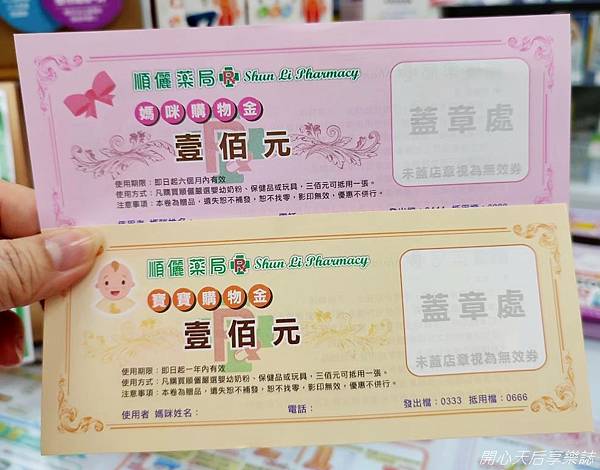 順儷藥局 R Shun Li Pharmacy
媽咪購物金
壹佰元
蓋章處
未蓋店章視為無效券
使用期限：即日起六個月內有效
使用方式：凡購買順儷嚴選嬰幼奶粉、保健品或玩具，三佰元可抵用一張。
注意事項：本卷為贈品，遺失恕不補發，恕不找零，影印無效，優惠不併行。
順儷藥局 R Shun Li Pharmacy
寶寶購物金
壹佰元
蓋章處
未蓋店章視為無效券
使用期限：即日起一年內有效
使用方式：凡購買順儷嚴選嬰幼奶粉、保健品或玩具，三佰元可抵用一張。
注意事項：本卷為贈品，遺失恕不補發，恕不找零，影印無效，優惠不併行。
使用者 媽咪姓名： 電話： 發出檔：0333 抵用檔：0666
開心天后享樂誌